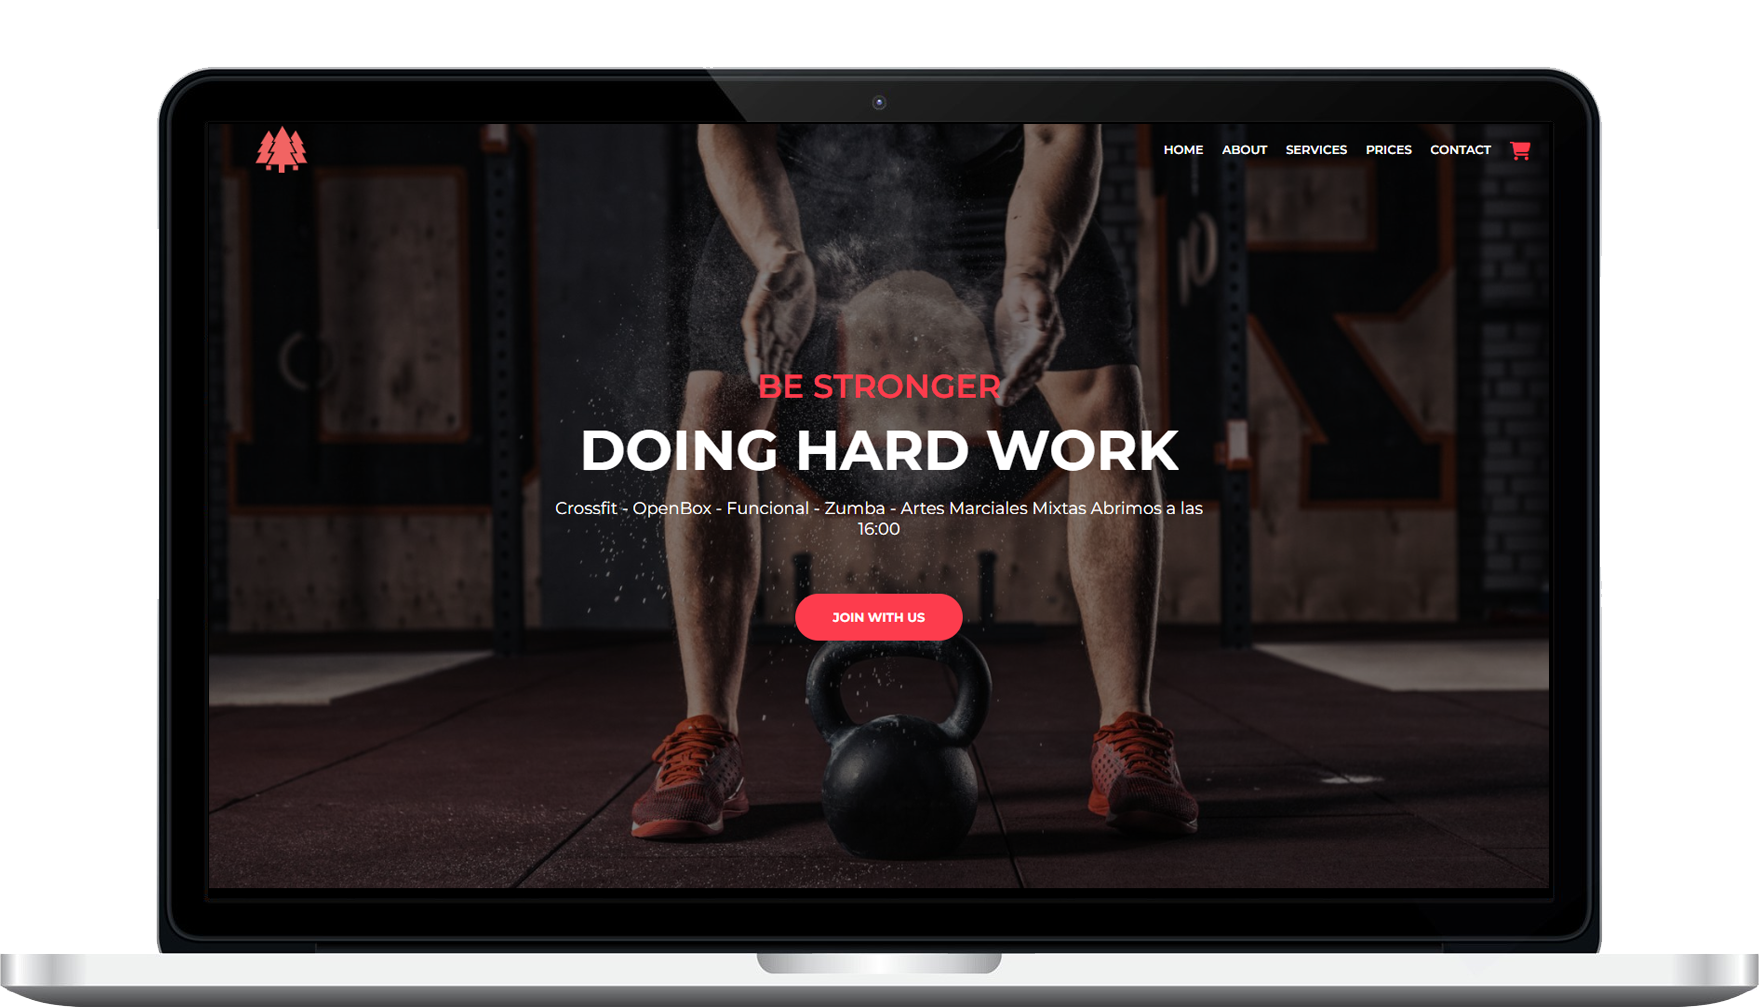 HOME ABOUT SERVICES PRICES CONTACT
BE STRONGER
DOING HARD WORK
Crossfit - OpenBox - Funcional - Zumba - Artes Marciales Mixtas Abrimos a las
16:00
JOIN WITH US